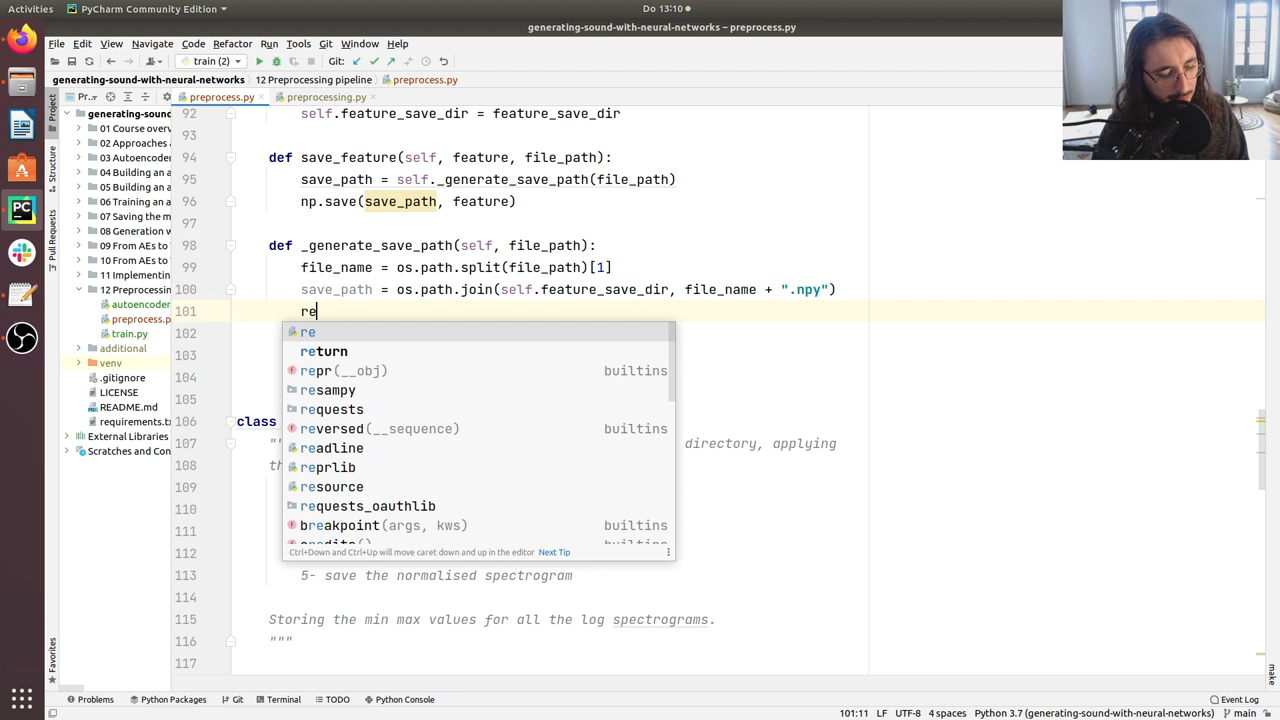 Activities
PyCharm Community Edition
Do 13:10
generating-sound-with-neural-networks – preprocess.py
File Edit View Navigate Code Refactor Run Tools Git Window Help
train (2)
Git:
generating-sound-with-neural-networks
12 Preprocessing pipeline
preprocess.py
Pr...
preprocess.py
preprocessing.py
Project
Structure
Pull Requests
Favorites
generating-sound
01 Course overv
02 Approaches
03 Autoencod
04 Building an a
05 Building an a
06 Training an a
07 Saving the m
08 Generation w
09 From AEs to
10 From AEs to
11 Implementin
12 Preprocessin
autoencoder
preprocess.p
train.py
additional
venv
.gitignore
LICENSE
README.md
requirements.tx
External Libraries
Scratches and Con
92 self.feature_save_dir = feature_save_dir
93
94 def save_feature(self, feature, file_path):
95 save_path = self._generate_save_path(file_path)
96 np.save(save_path, feature)
97
98 def _generate_save_path(self, file_path):
99 file_name = os.path.split(file_path)[1]
100 save_path = os.path.join(self.feature_save_dir, file_name + ".npy")
101 re
102
103
104
105
106 class
107 directory, applying
108
109
110
111
112
113 5- save the normalised spectrogram
114
115 Storing the min max values for all the log spectrograms.
116 """
117
re
return
repr(__obj) builtins
resampy
requests
reversed(__sequence) builtins
readline
reprlib
resource
requests_oauthlib
breakpoint(args, kws) builtins
Ctrl+Down and Ctrl+Up will move caret down and up in the editor Next Tip
make
Problems
Python Packages
Git
Terminal
TODO
Python Console
Event Log
101:11 LF UTF-8 4 spaces Python 3.7 (generating-sound-with-neural-networks) main